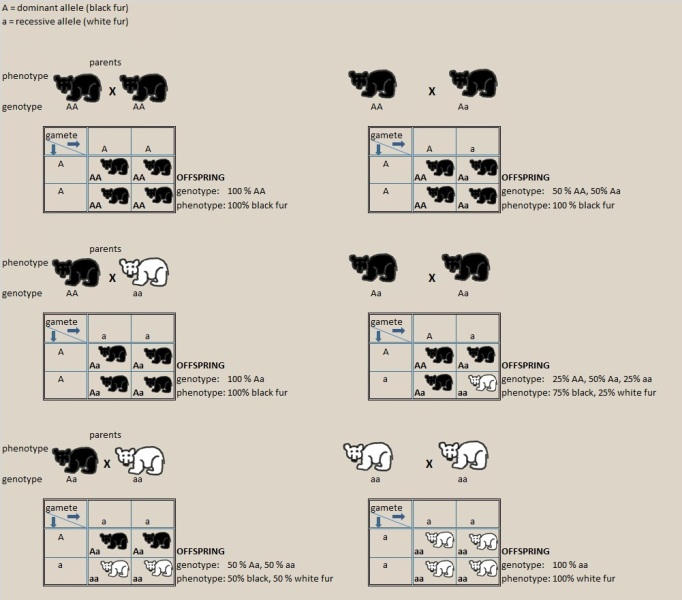 A = dominant allele (black fur)
a = recessive allele (white fur)
parents
phenotype
X
genotype
AA
AA
gamete
A
A
A
AA
AA
A
AA
AA
OFFSPRING
genotype: 100 % AA
phenotype: 100% black fur
X
AA
Aa
gamete
A
a
A
AA
Aa
A
AA
Aa
OFFSPRING
genotype: 50 % AA, 50% Aa
phenotype: 100 % black fur
parents
phenotype
X
genotype
AA
aa
gamete
a
a
A
Aa
Aa
A
Aa
Aa
OFFSPRING
genotype: 100 % Aa
phenotype: 100% black fur
X
Aa
Aa
gamete
A
a
A
AA
Aa
a
Aa
aa
OFFSPRING
genotype: 25% AA, 50% Aa, 25% aa
phenotype: 75% black, 25% white fur
parents
phenotype
X
genotype
Aa
aa
gamete
a
a
A
Aa
Aa
a
aa
aa
OFFSPRING
genotype: 50 % Aa, 50 % aa
phenotype: 50% black, 50 % white fur
X
aa
aa
gamete
a
a
a
aa
aa
a
aa
aa
OFFSPRING
genotype: 100 % aa
phenotype: 100% white fur